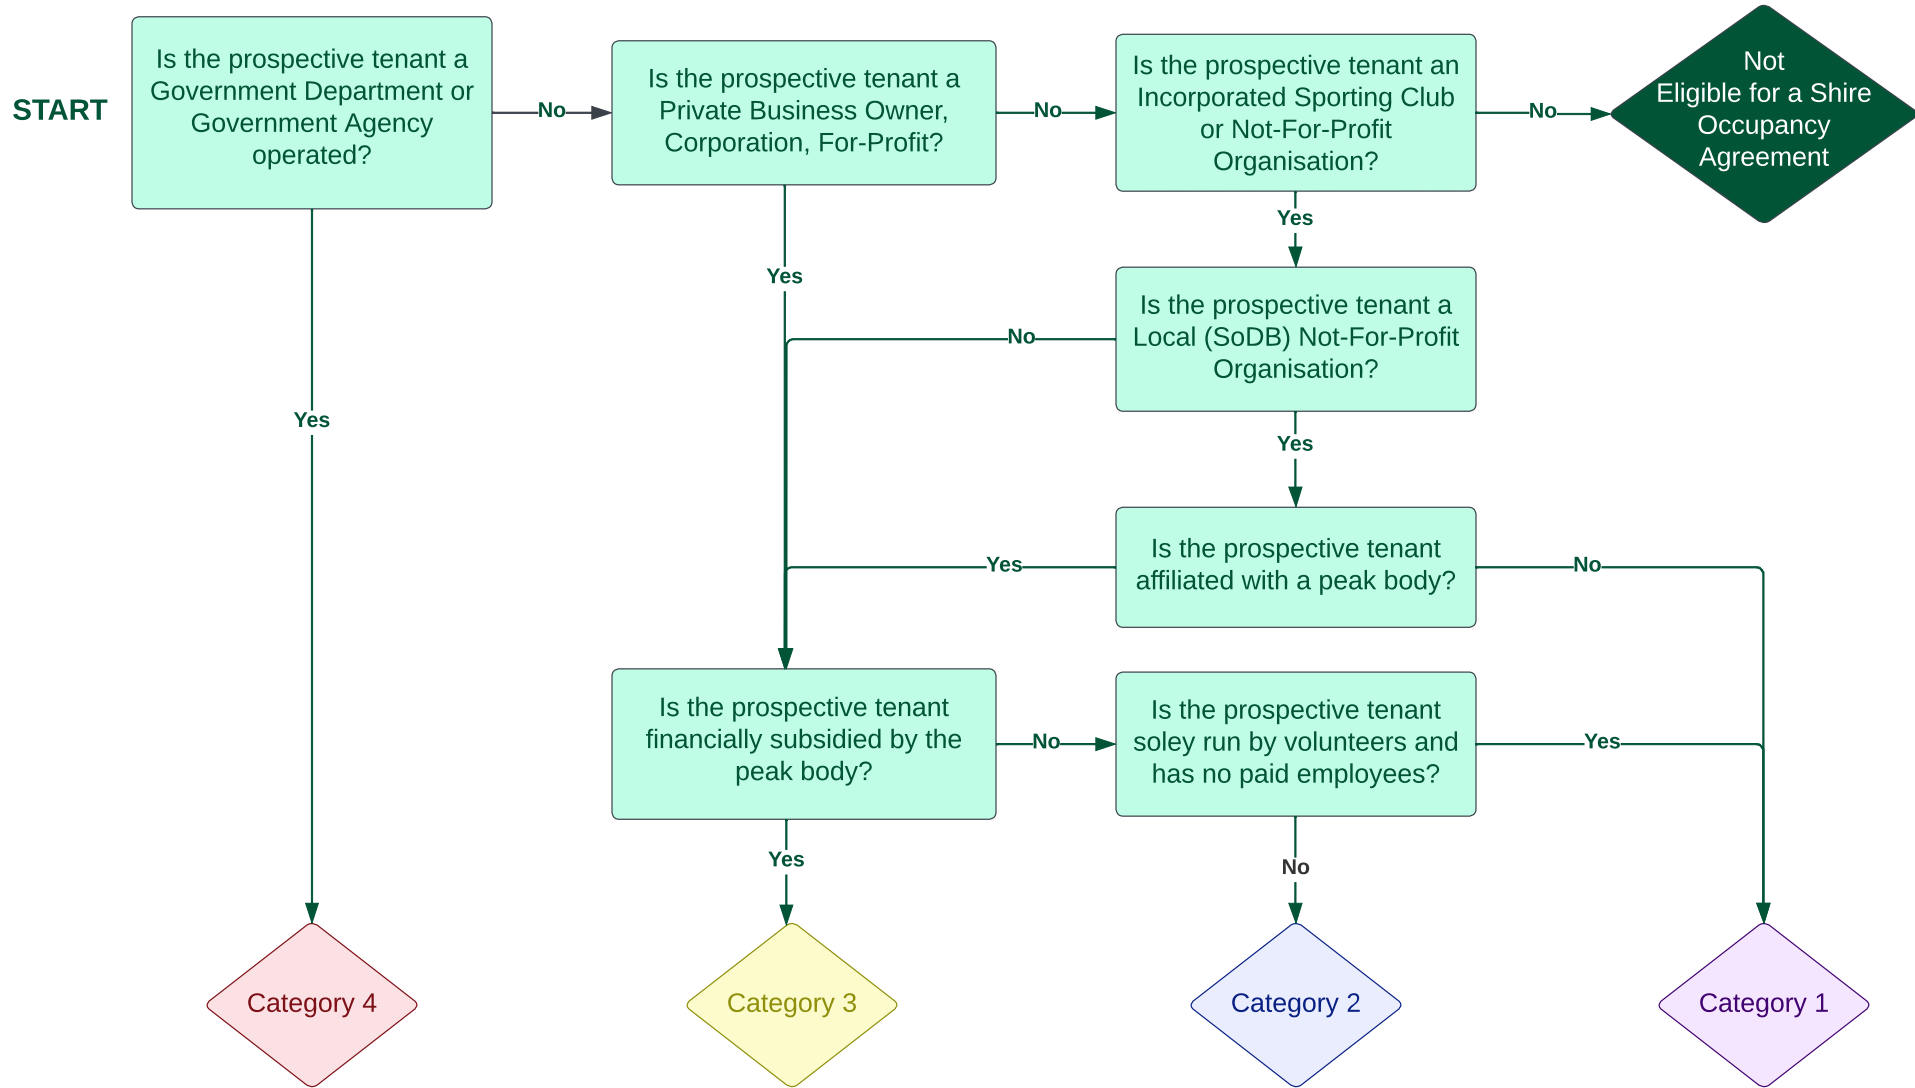 START
Is the prospective tenant a
Government Department or
Government Agency
operated?
No
Is the prospective tenant a
Private Business Owner,
Corporation, For-Profit?
No
Is the prospective tenant an
Incorporated Sporting Club
or Not-For-Profit
Organisation?
No
Not
Eligible for a Shire
Occupancy
Agreement
Yes
Yes
Yes
Is the prospective tenant a
Local (SoDB) Not-For-Profit
Organisation?
No
Yes
Is the prospective tenant
affiliated with a peak body?
Yes
No
Is the prospective tenant
financially subsidied by the
peak body?
No
Is the prospective tenant
soley run by volunteers and
has no paid employees?
Yes
Yes
No
Category 4
Category 3
Category 2
Category 1